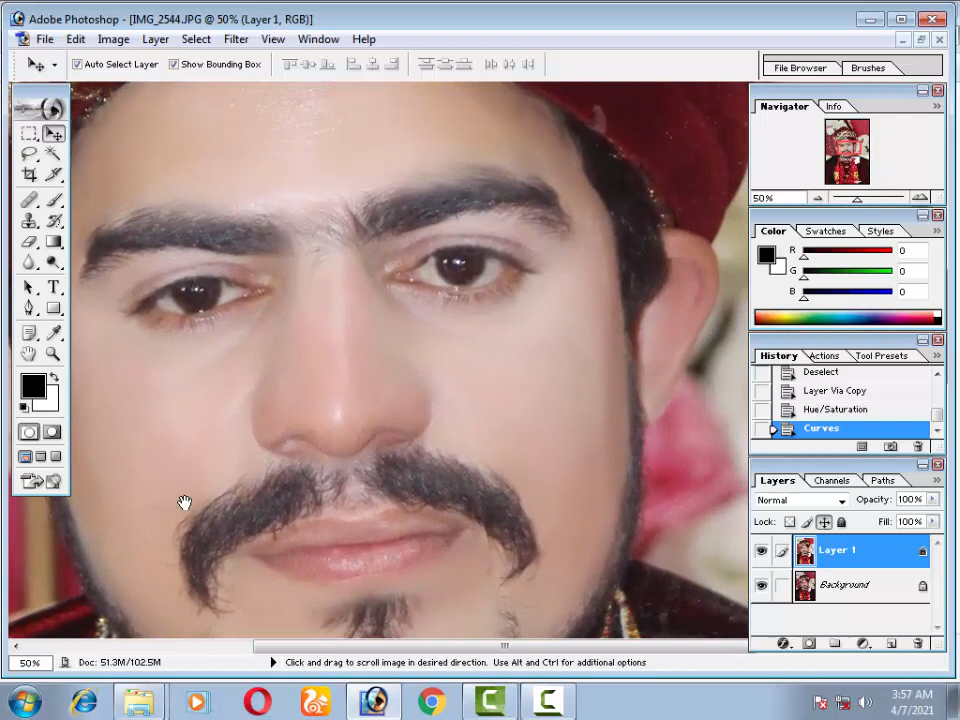 Adobe Photoshop - [IMG_2544.JPG @ 50% (Layer 1, RGB)]
File Edit Image Layer Select Filter View Window Help
Auto Select Layer Show Bounding Box File Browser Brushes
Navigator Info
50%
Color Swatches Styles
R 0
G 0
B 0
History Actions Tool Presets
Deselect
Layer Via Copy
Hue/Saturation
Curves
Layers Channels Paths
Normal Opacity: 100%
Lock: Fill: 100%
Layer 1
Background
50% Doc: 51.3M/102.5M Click and drag to scroll image in desired direction. Use Alt and Ctrl for additional options
3:57 AM
4/7/2021